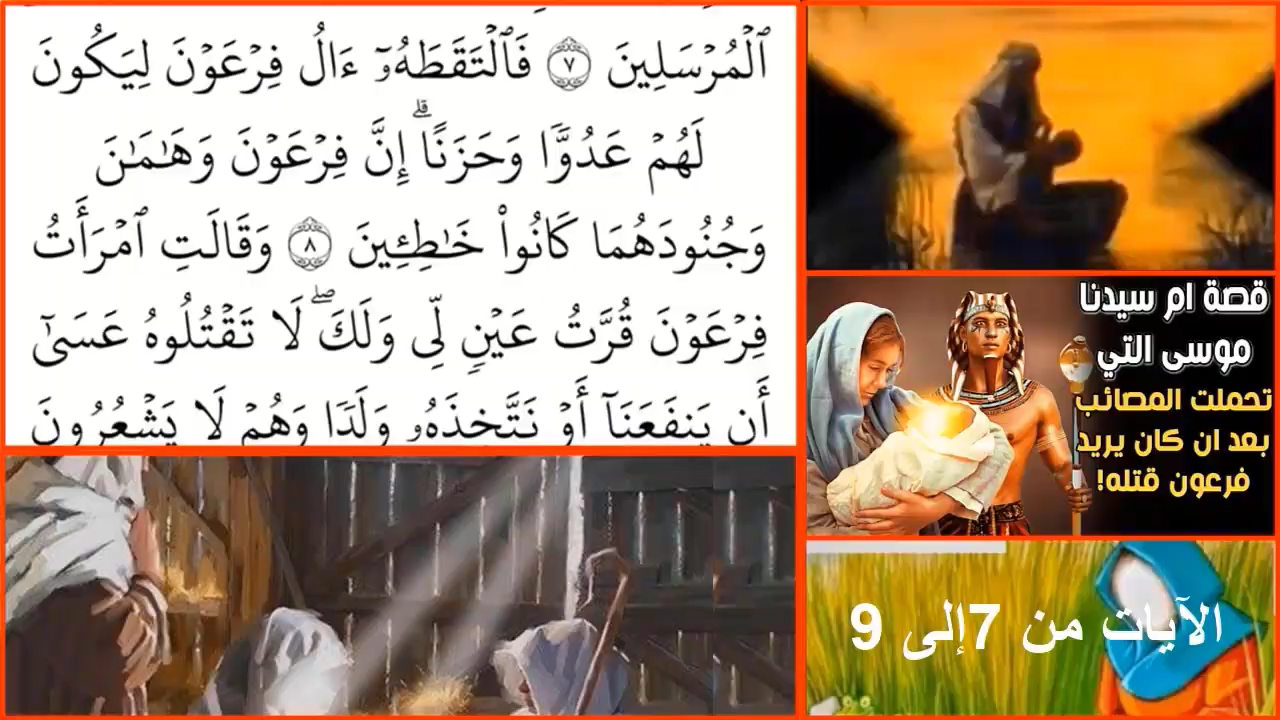 ٱلۡمُرۡسَلِينَ ٧ فَٱلۡتَقَطَهُۥٓ ءَالُ فِرۡعَوۡنَ لِيَكُونَ
لَهُمۡ عَدُوّٗا وَحَزَنًاۗ إِنَّ فِرۡعَوۡنَ وَهَٰمَٰنَ
وَجُنُودَهُمَا كَانُواْ خَٰطِـِٔينَ ٨ وَقَالَتِ ٱمۡرَأَتُ
فِرۡعَوۡنَ قُرَّتُ عَيۡنٖ لِّي وَلَكَۖ لَا تَقۡتُلُوهُ عَسَىٰٓ
أَن يَنفَعَنَآ أَوۡ نَتَّخِذَهُۥ وَلَدٗا وَهُمۡ لَا يَشۡعُرُونَ
قصة ام سيدنا
موسى التي
تحملت المصائب
بعد ان كان يريد
فرعون قتله!
الآيات من 7إلى 9